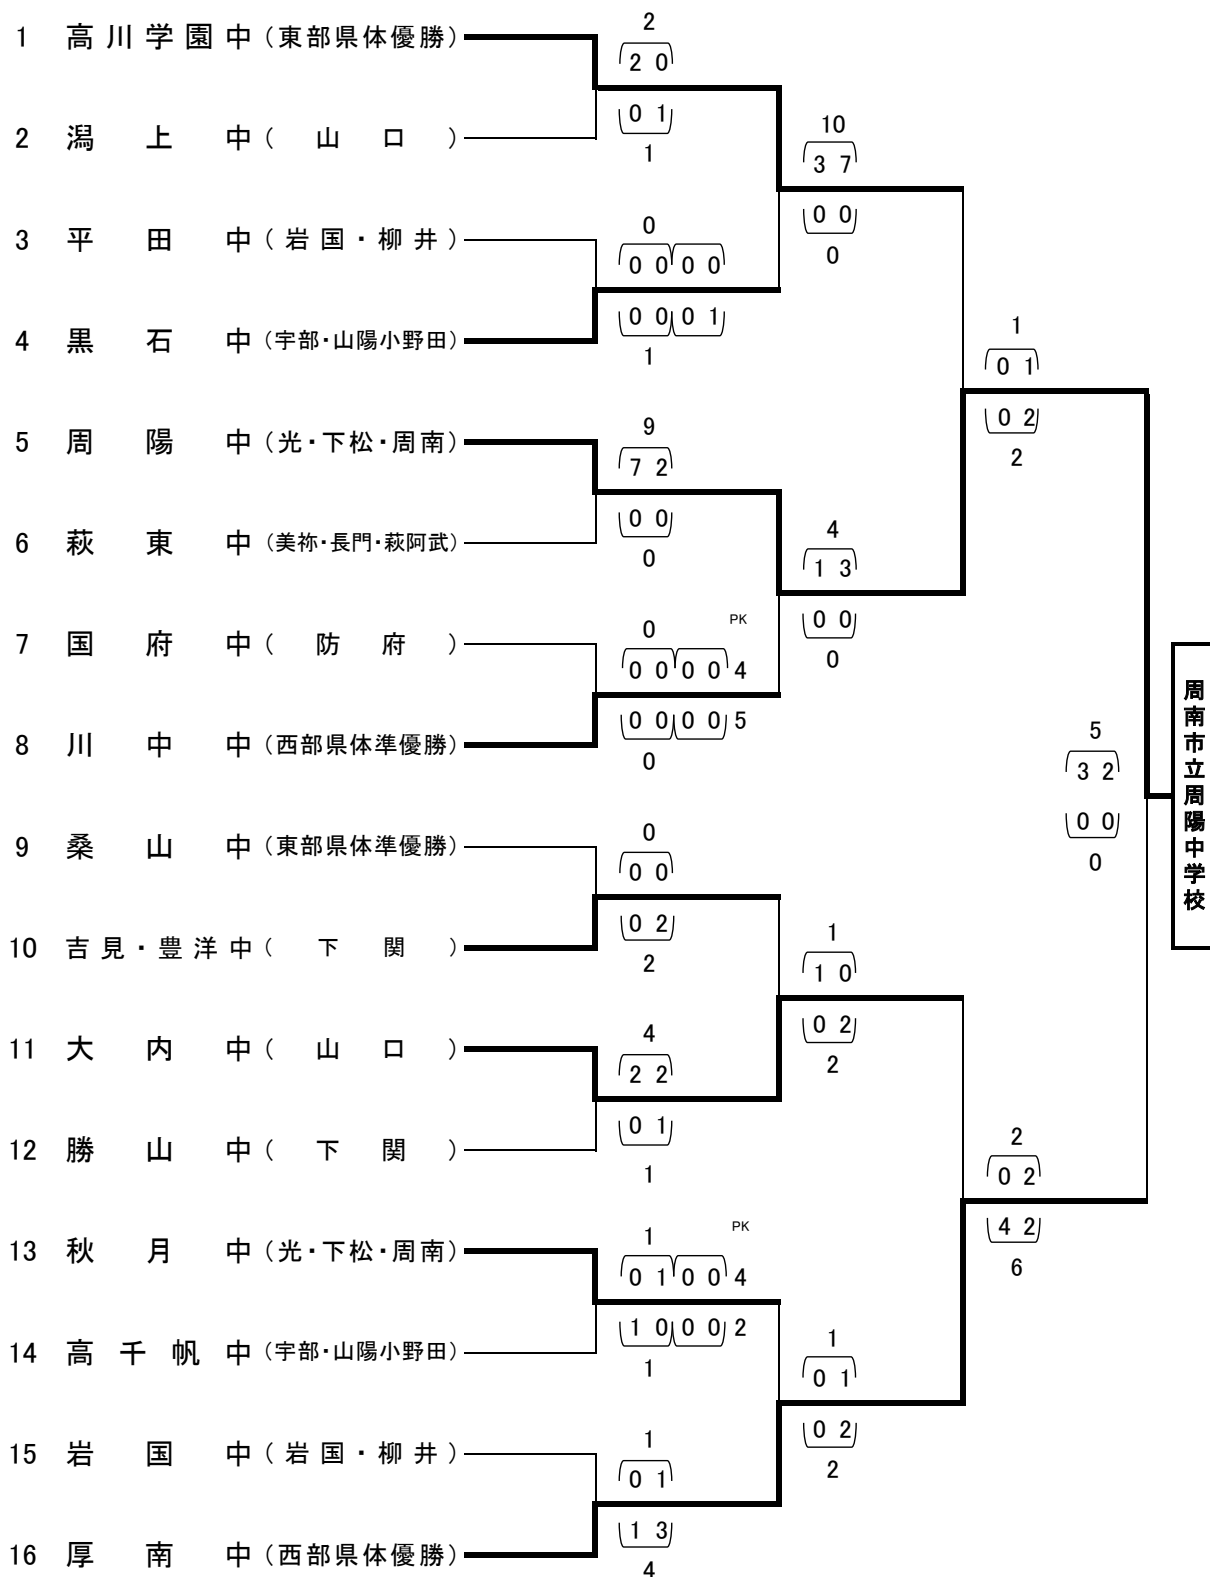 1 高川学園中(東部県体優勝)
2 潟上中(山口)
3 平田中(岩国・柳井)
4 黒石中(宇部・山陽小野田)
5 周陽中(光・下松・周南)
6 萩東中(美祢・長門・萩阿武)
7 国府中(防府)
8 川中中(西部県体準優勝)
9 桑山中(東部県体準優勝)
10 吉見・豊洋中(下関)
11 大内中(山口)
12 勝山中(下関)
13 秋月中(光・下松・周南)
14 高千帆中(宇部・山陽小野田)
15 岩国中(岩国・柳井)
16 厚南中(西部県体優勝)
2
2 0
0 1
1
0
0 0 0 0
0 0 0 1
1
9
7 2
0 0
0
0 PK
0 0 0 0 4
0 0 0 0 5
0
0
0 0
0 2
2
4
2 2
0 1
1
1 PK
0 1 0 0 4
1 0 0 0 2
1
1
0 1
1 3
4
10
3 7
0 0
0
4
1 3
0 0
0
1
1 0
0 2
2
1
0 1
0 2
2
1
0 1
0 2
2
2
0 2
4 2
6
5
3 2
0 0
0
周南市立周陽中学校